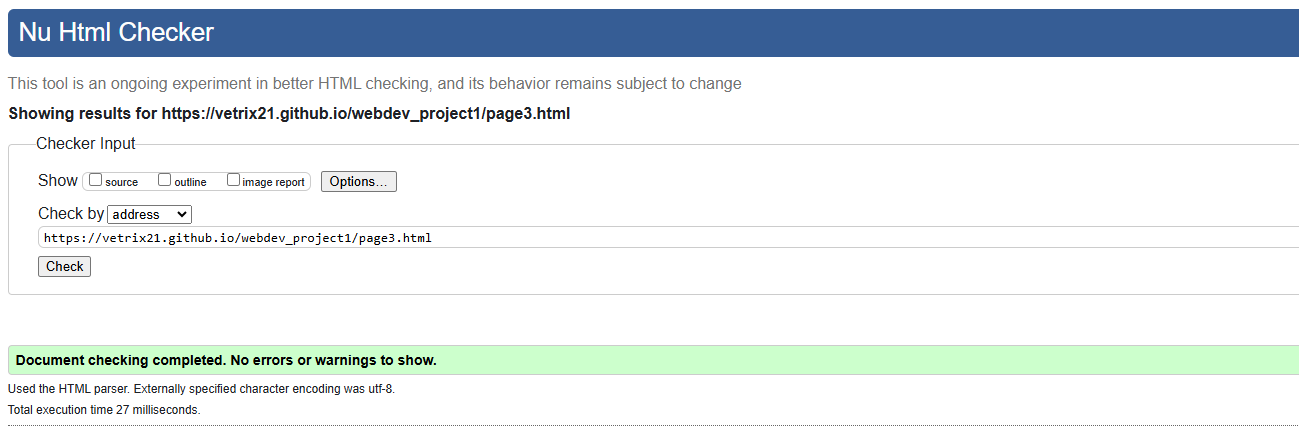 Nu Html Checker
This tool is an ongoing experiment in better HTML checking, and its behavior remains subject to change
Showing results for https://vetrix21.github.io/webdev_project1/page3.html
Checker Input
Show source outline image report Options...
Check by address
https://vetrix21.github.io/webdev_project1/page3.html
Check
Document checking completed. No errors or warnings to show.
Used the HTML parser. Externally specified character encoding was utf-8.
Total execution time 27 milliseconds.